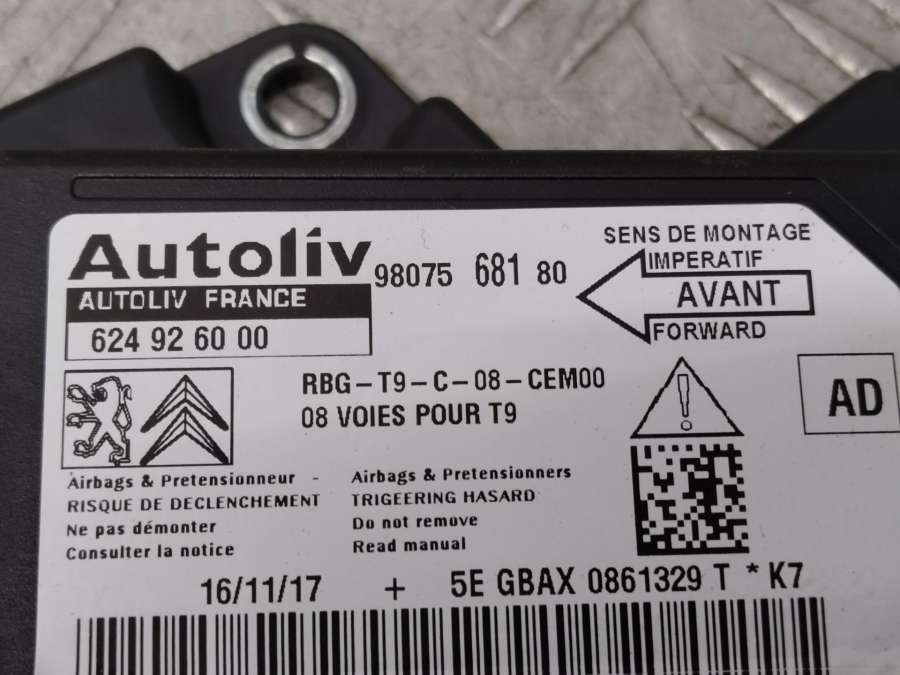 Autoliv
AUTOLIV FRANCE
624 92 60 00
98075 681 80
SENS DE MONTAGE
IMPERATIF
AVANT
FORWARD
RBG-T9-C-08-CEM00
08 VOIES POUR T9
AD
Airbags & Pretensionneur -
RISQUE DE DECLENCHEMENT
Ne pas démonter
Consulter la notice
Airbags & Pretensionners
TRIGEERING HASARD
Do not remove
Read manual
16/11/17 + 5E GBAX 0861329 T * K7